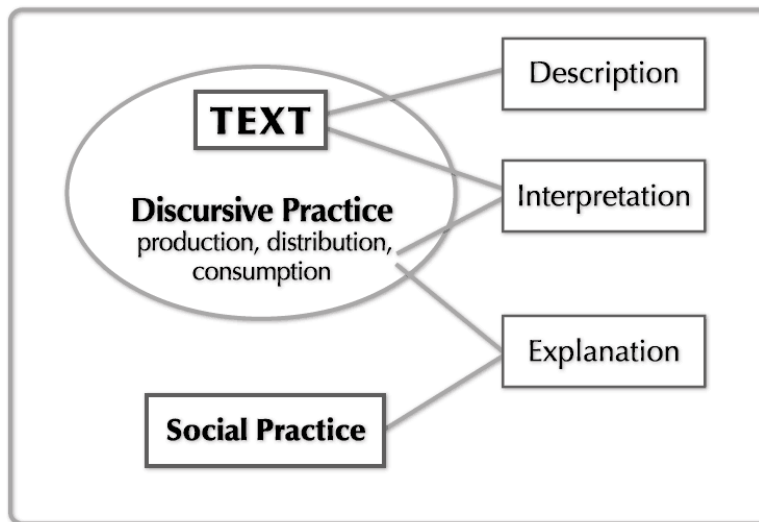 TEXT
Discursive Practice
production, distribution,
consumption
Social Practice
Description
Interpretation
Explanation